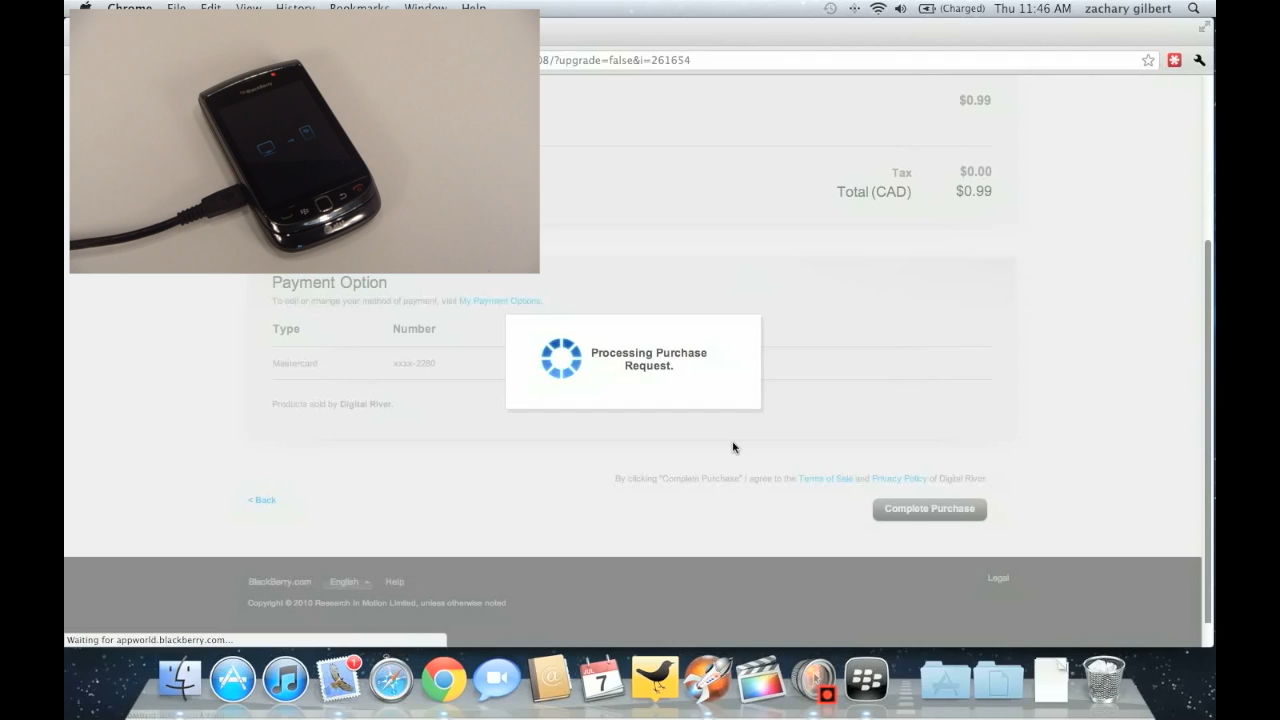 Chrome File Edit View History Bookmarks Window Help (Charged) Thu 11:46 AM zachary gilbert
08/?upgrade=false&i=261654
BlackBerry
$0.99
Tax $0.00
Total (CAD) $0.99
Payment Option
To edit or change your method of payment, visit My Payment Options.
Type Number
Mastercard xxxx-2260
Products sold by Digital River.
Processing Purchase
Request.
By clicking "Complete Purchase" I agree to the Terms of Sale and Privacy Policy of Digital River.
< Back
Complete Purchase
BlackBerry.com English Help
Legal
Copyright © 2010 Research In Motion Limited, unless otherwise noted
Waiting for appworld.blackberry.com...
1
7